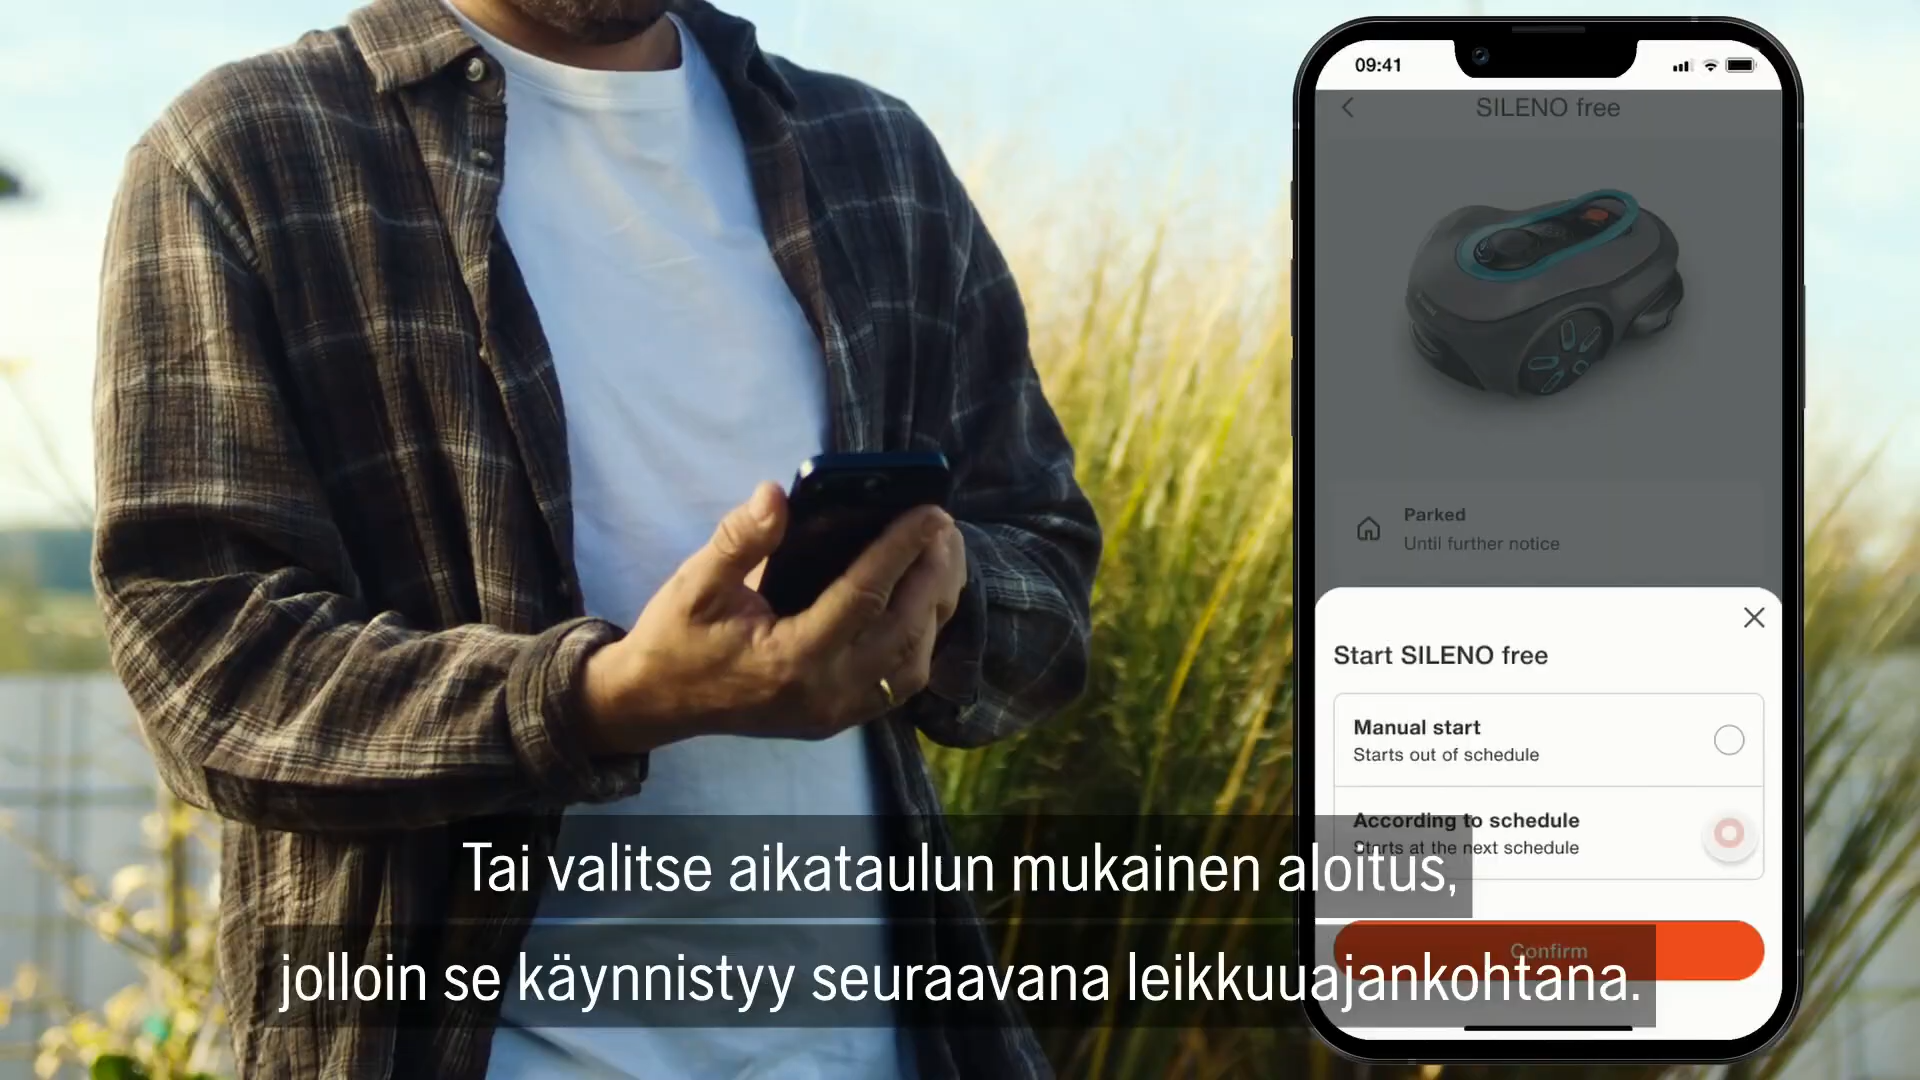 09:41
SILENO free
Parked
Until further notice
Start SILENO free
Manual start
Starts out of schedule
According to schedule
Starts at the next schedule
Confirm
Tai valitse aikataulun mukainen aloitus,
jolloin se käynnistyy seuraavana leikkuuajankohtana.